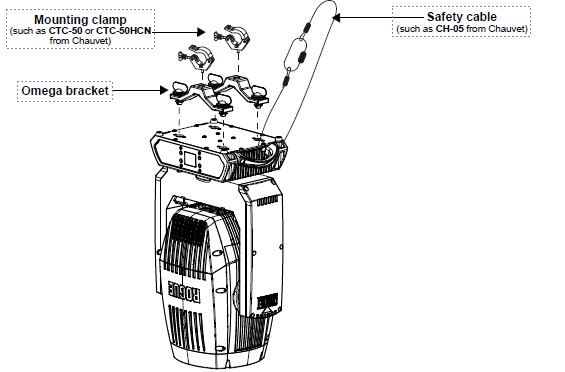 Mounting clamp
(such as CTC-50 or CTC-50HCN
from Chauvet)
Safety cable
(such as CH-05 from Chauvet)
Omega bracket
ROGUE
ROGUE